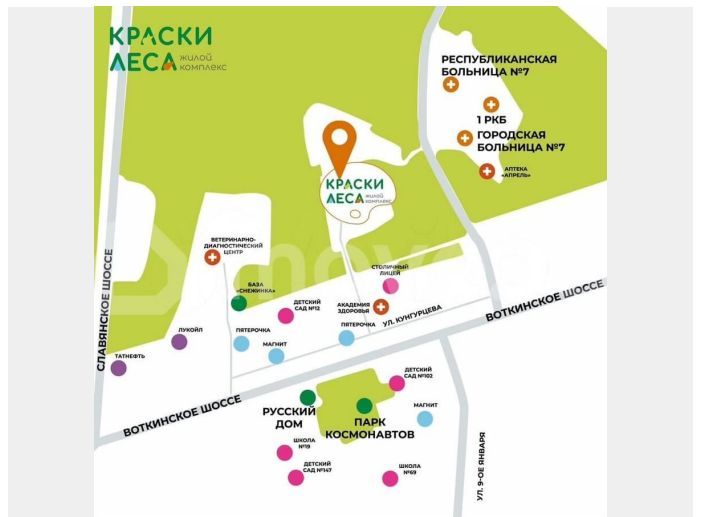 КРАСКИ
ЛЕСА жилой
комплекс
РЕСПУБЛИКАНСКАЯ
БОЛЬНИЦА №7
1 РКБ
ГОРОДСКАЯ
БОЛЬНИЦА №7
АПТЕКА
«АПРЕЛЬ»
КРАСКИ
ЛЕСА жилой
комплекс
ВЕТЕРИНАРНО-
ДИАГНОСТИЧЕСКИЙ
ЦЕНТР
СТОЛИЧНЫЙ
ЛИЦЕЙ
БАЗА
«СНЕЖИНКА»
ДЕТСКИЙ
САД №12
АКАДЕМИЯ
ЗДОРОВЬЯ
УЛ. КУНГУРЦЕВА
ВОТКИНСКОЕ ШОССЕ
СЛАВЯНСКОЕ ШОССЕ
ЛУКОЙЛ
ПЯТЕРОЧКА
ПЯТЕРОЧКА
МАГНИТ
ТАТНЕФТЬ
ВОТКИНСКОЕ ШОССЕ
ДЕТСКИЙ
САД №102
РУССКИЙ
ДОМ
ПАРК
КОСМОНАВТОВ
МАГНИТ
ШКОЛА
№19
ДЕТСКИЙ
САД №147
ШКОЛА
№69
УЛ. 9-ОЕ ЯНВАРЯ